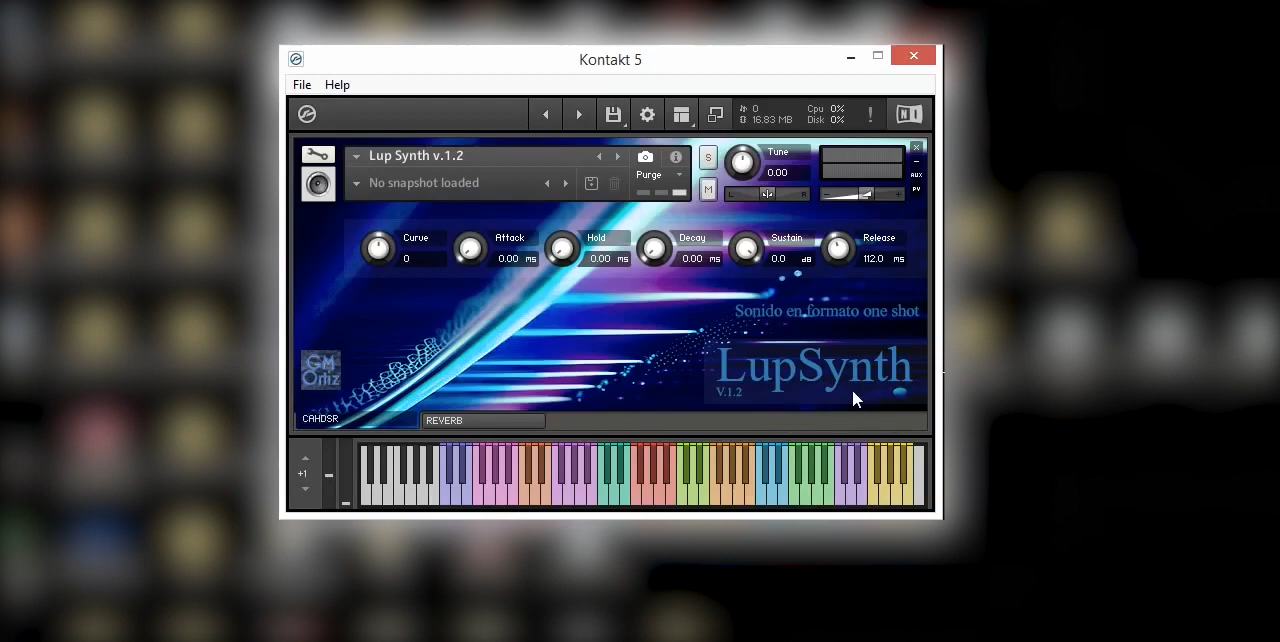 Kontakt 5
File Help
0
16.83 MB
Cpu 0%
Disk 0%
!
NI
Lup Synth v.1.2
No snapshot loaded
Purge
S
M
Tune
0.00
L R
- +
×
AUX
PV
Curve
0
Attack
0.00 ms
Hold
0.00 ms
Decay
0.00 ms
Sustain
0.0 dB
Release
112.0 ms
Sonido en formato one shot
GM
Ortiz
LupSynth
V.1.2
CAHDSR
REVERB
+1